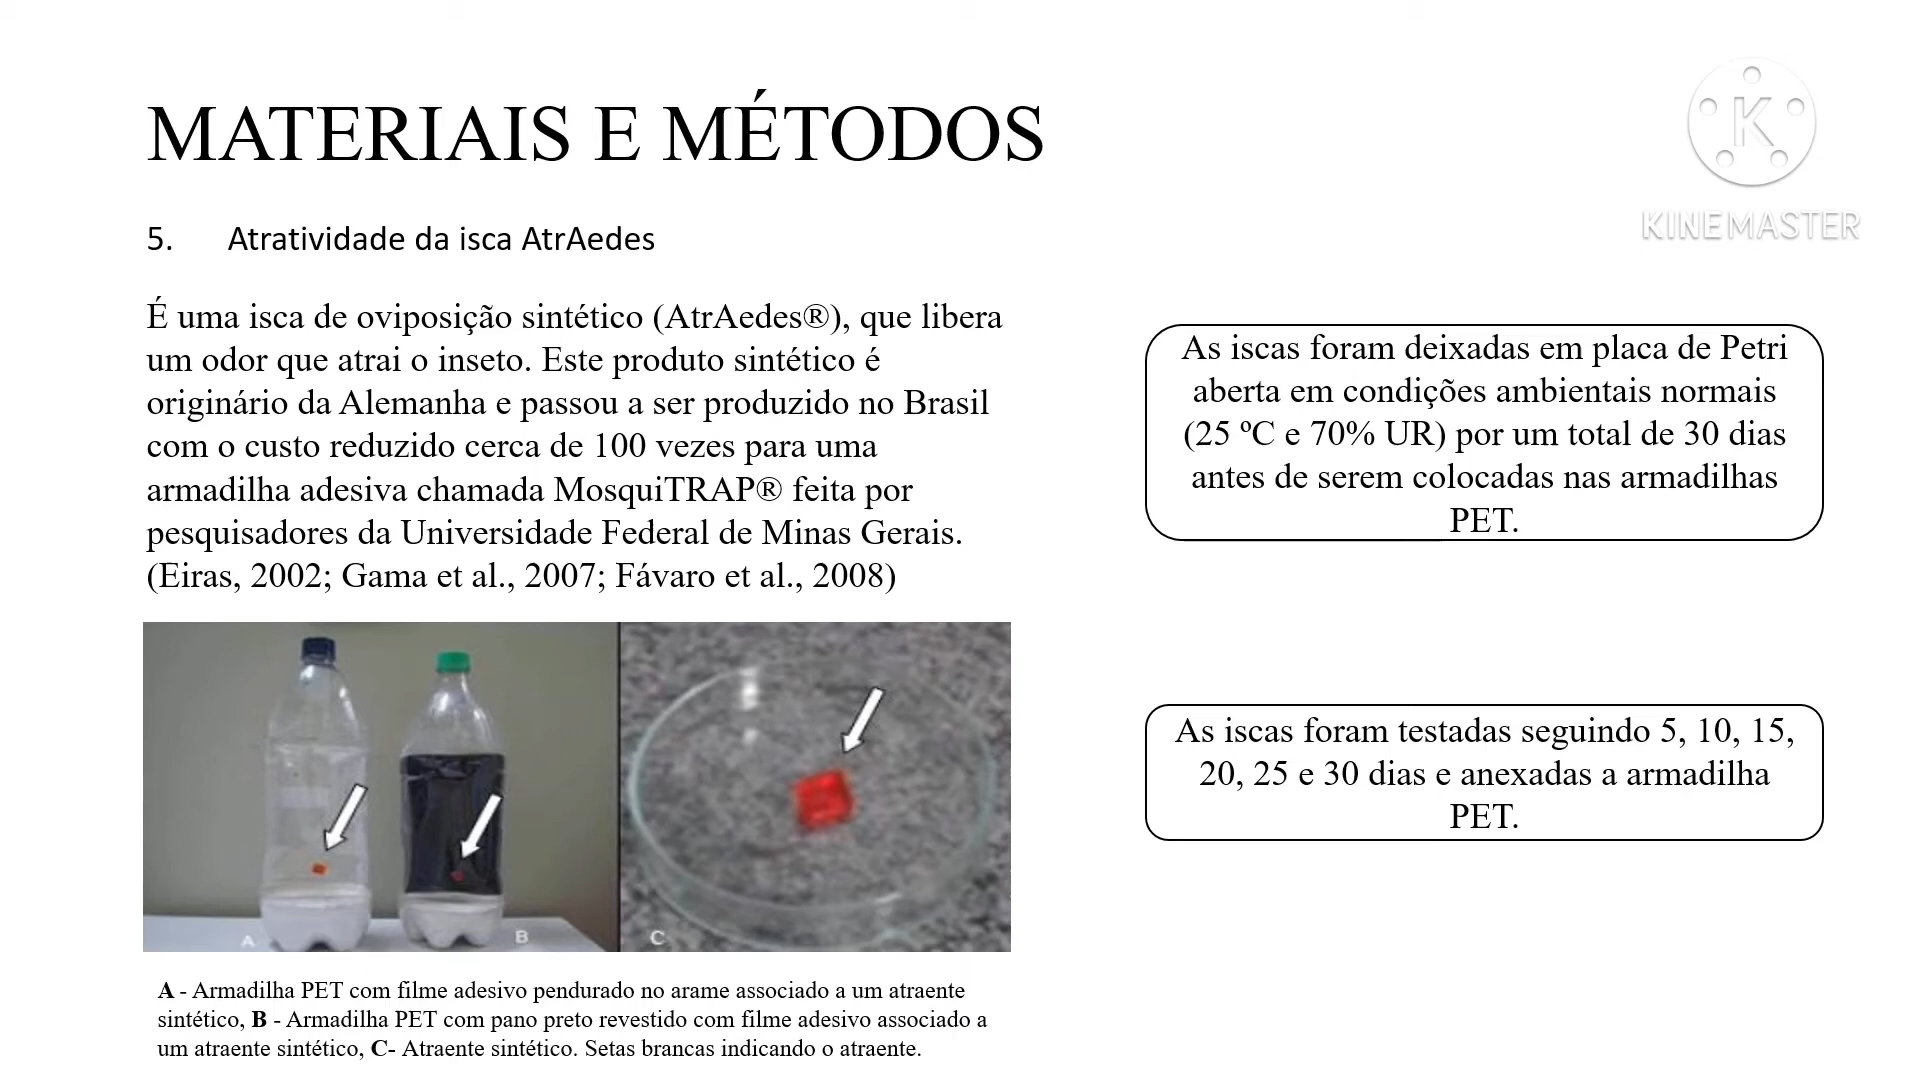 MATERIAIS E MÉTODOS
K
KINEMASTER
5. Atratividade da isca AtrAedes
É uma isca de oviposição sintético (AtrAedes®), que libera
um odor que atrai o inseto. Este produto sintético é
originário da Alemanha e passou a ser produzido no Brasil
com o custo reduzido cerca de 100 vezes para uma
armadilha adesiva chamada MosquiTRAP® feita por
pesquisadores da Universidade Federal de Minas Gerais.
(Eiras, 2002; Gama et al., 2007; Fávaro et al., 2008)
A
B
C
A - Armadilha PET com filme adesivo pendurado no arame associado a um atraente
sintético, B - Armadilha PET com pano preto revestido com filme adesivo associado a
um atraente sintético, C- Atraente sintético. Setas brancas indicando o atraente.
As iscas foram deixadas em placa de Petri
aberta em condições ambientais normais
(25 ºC e 70% UR) por um total de 30 dias
antes de serem colocadas nas armadilhas
PET.
As iscas foram testadas seguindo 5, 10, 15,
20, 25 e 30 dias e anexadas a armadilha
PET.